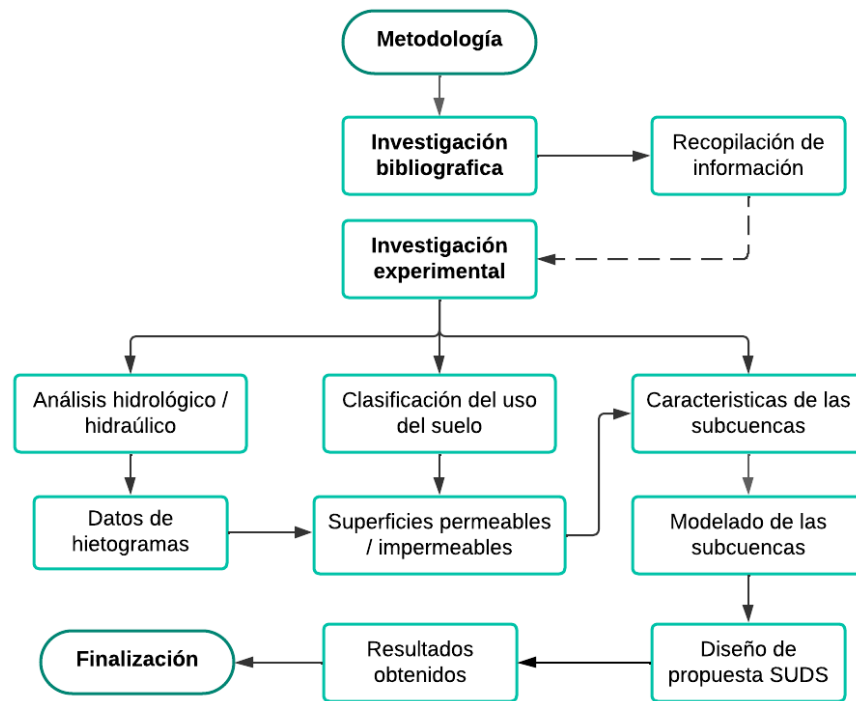 Metodología
Investigación
bibliografica
Recopilación de
información
Investigación
experimental
Análisis hidrológico /
hidraúlico
Clasificación del uso
del suelo
Caracteristicas de las
subcuencas
Datos de
hietogramas
Superficies permeables
/ impermeables
Modelado de las
subcuencas
Finalización
Resultados
obtenidos
Diseño de
propuesta SUDS